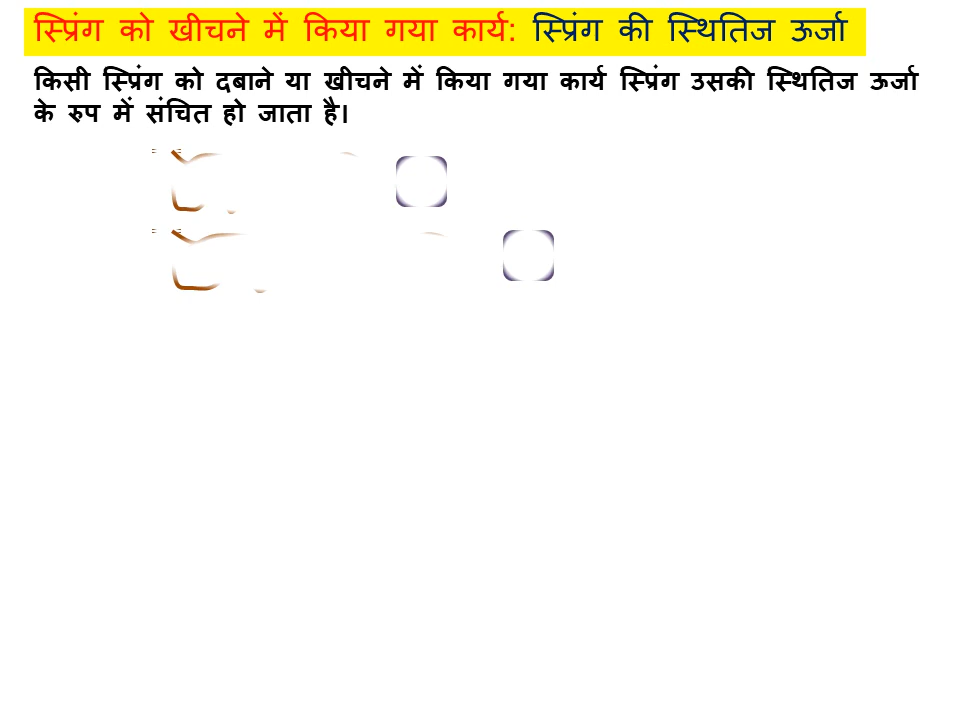 स्प्रिंग को खीचने में किया गया कार्य: स्प्रिंग की स्थितिज ऊर्जा
किसी स्प्रिंग को दबाने या खीचने में किया गया कार्य स्प्रिंग उसकी स्थितिज ऊर्जा
के रुप में संचित हो जाता है।